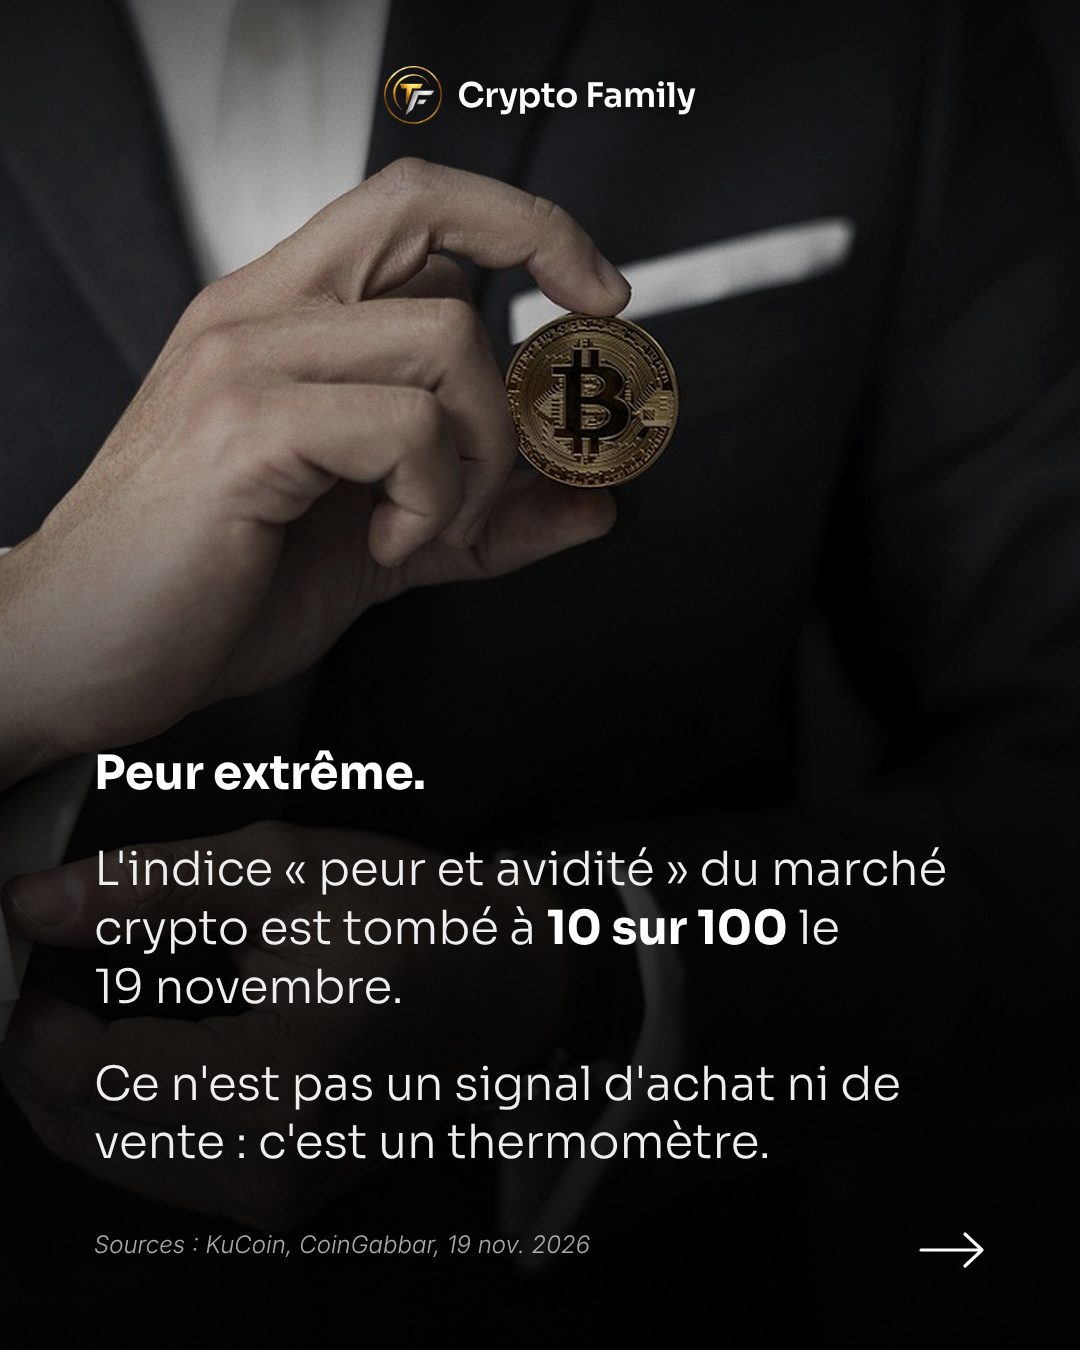 Crypto Family
Peur extrême.
L'indice « peur et avidité » du marché
crypto est tombé à 10 sur 100 le
19 novembre.
Ce n'est pas un signal d'achat ni de
vente : c'est un thermomètre.
Sources : KuCoin, CoinGabbar, 19 nov. 2026